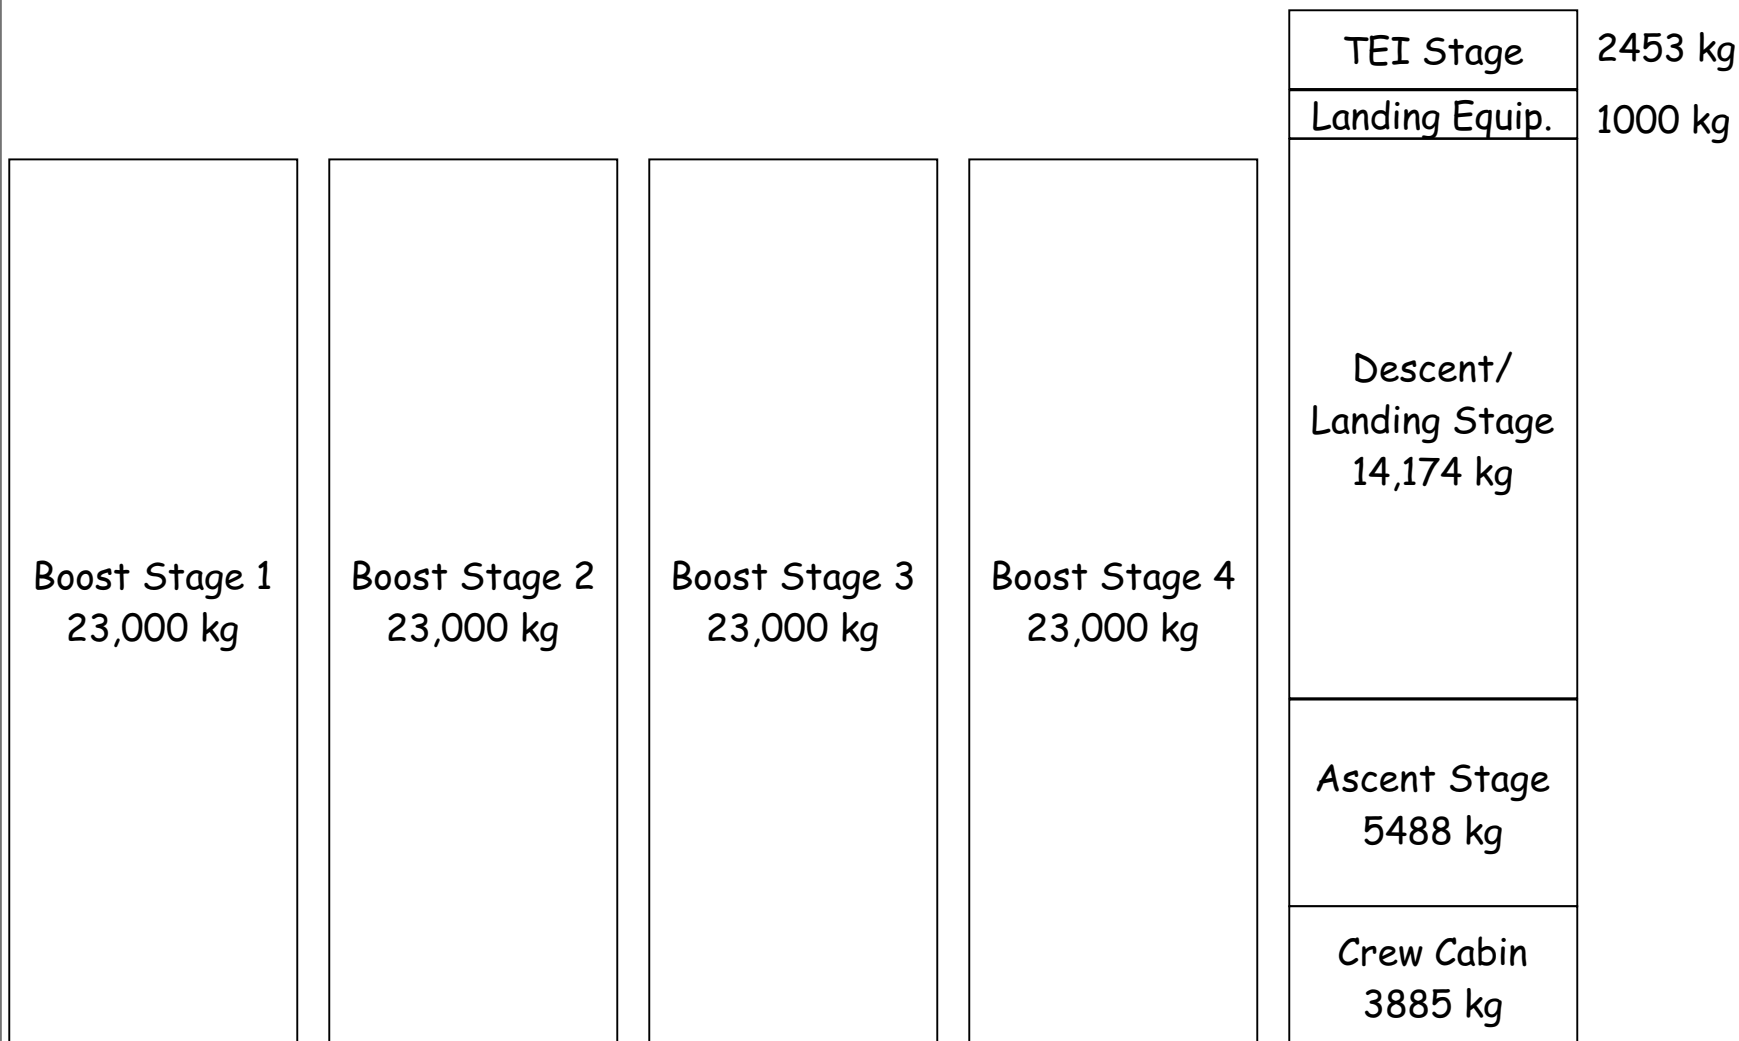 TEI Stage
2453 kg
Landing Equip.
1000 kg
Boost Stage 1
23,000 kg
Boost Stage 2
23,000 kg
Boost Stage 3
23,000 kg
Boost Stage 4
23,000 kg
Descent/
Landing Stage
14,174 kg
Ascent Stage
5488 kg
Crew Cabin
3885 kg